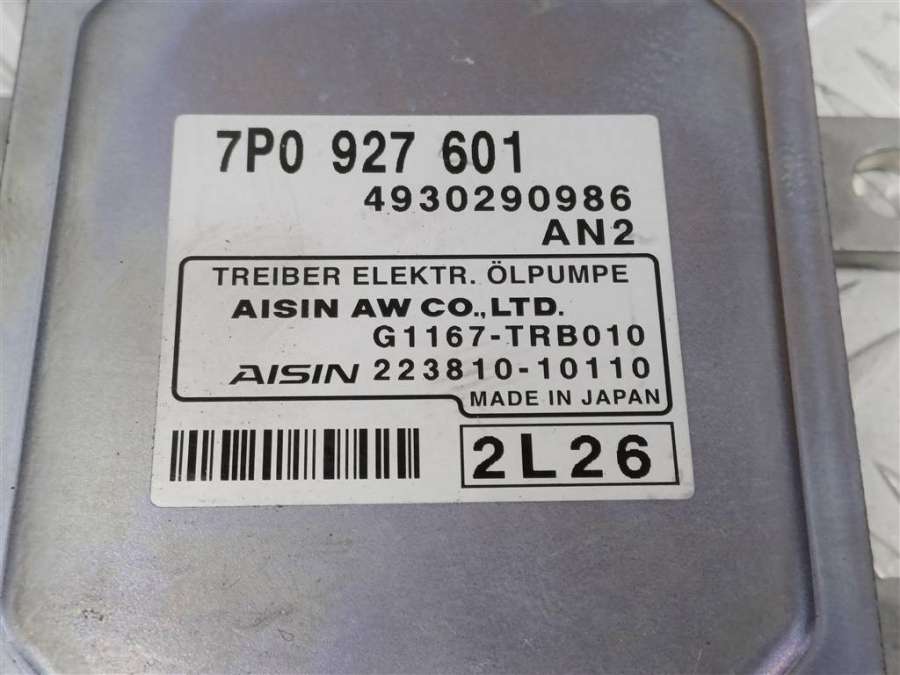 7P0 927 601
4930290986
AN2
TREIBER ELEKTR. ÖLPUMPE
AISIN AW CO.,LTD.
G1167-TRB010
AISIN 223810-10110
MADE IN JAPAN
2L26